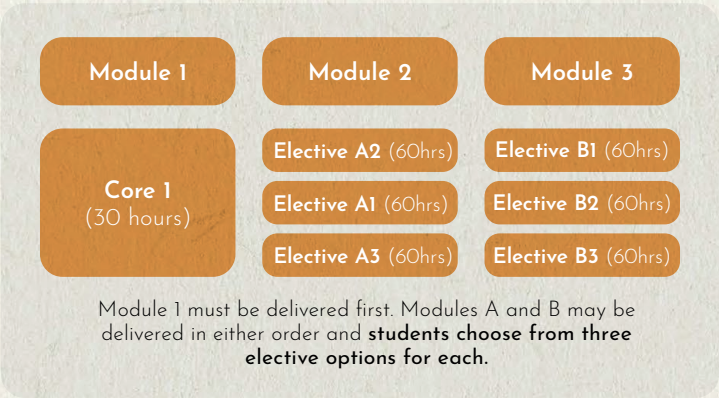 Module 1
Module 2
Module 3
Core 1
(30 hours)
Elective A2 (60hrs)
Elective A1 (60hrs)
Elective A3 (60hrs)
Elective B1 (60hrs)
Elective B2 (60hrs)
Elective B3 (60hrs)
Module 1 must be delivered first. Modules A and B may be
delivered in either order and students choose from three
elective options for each.